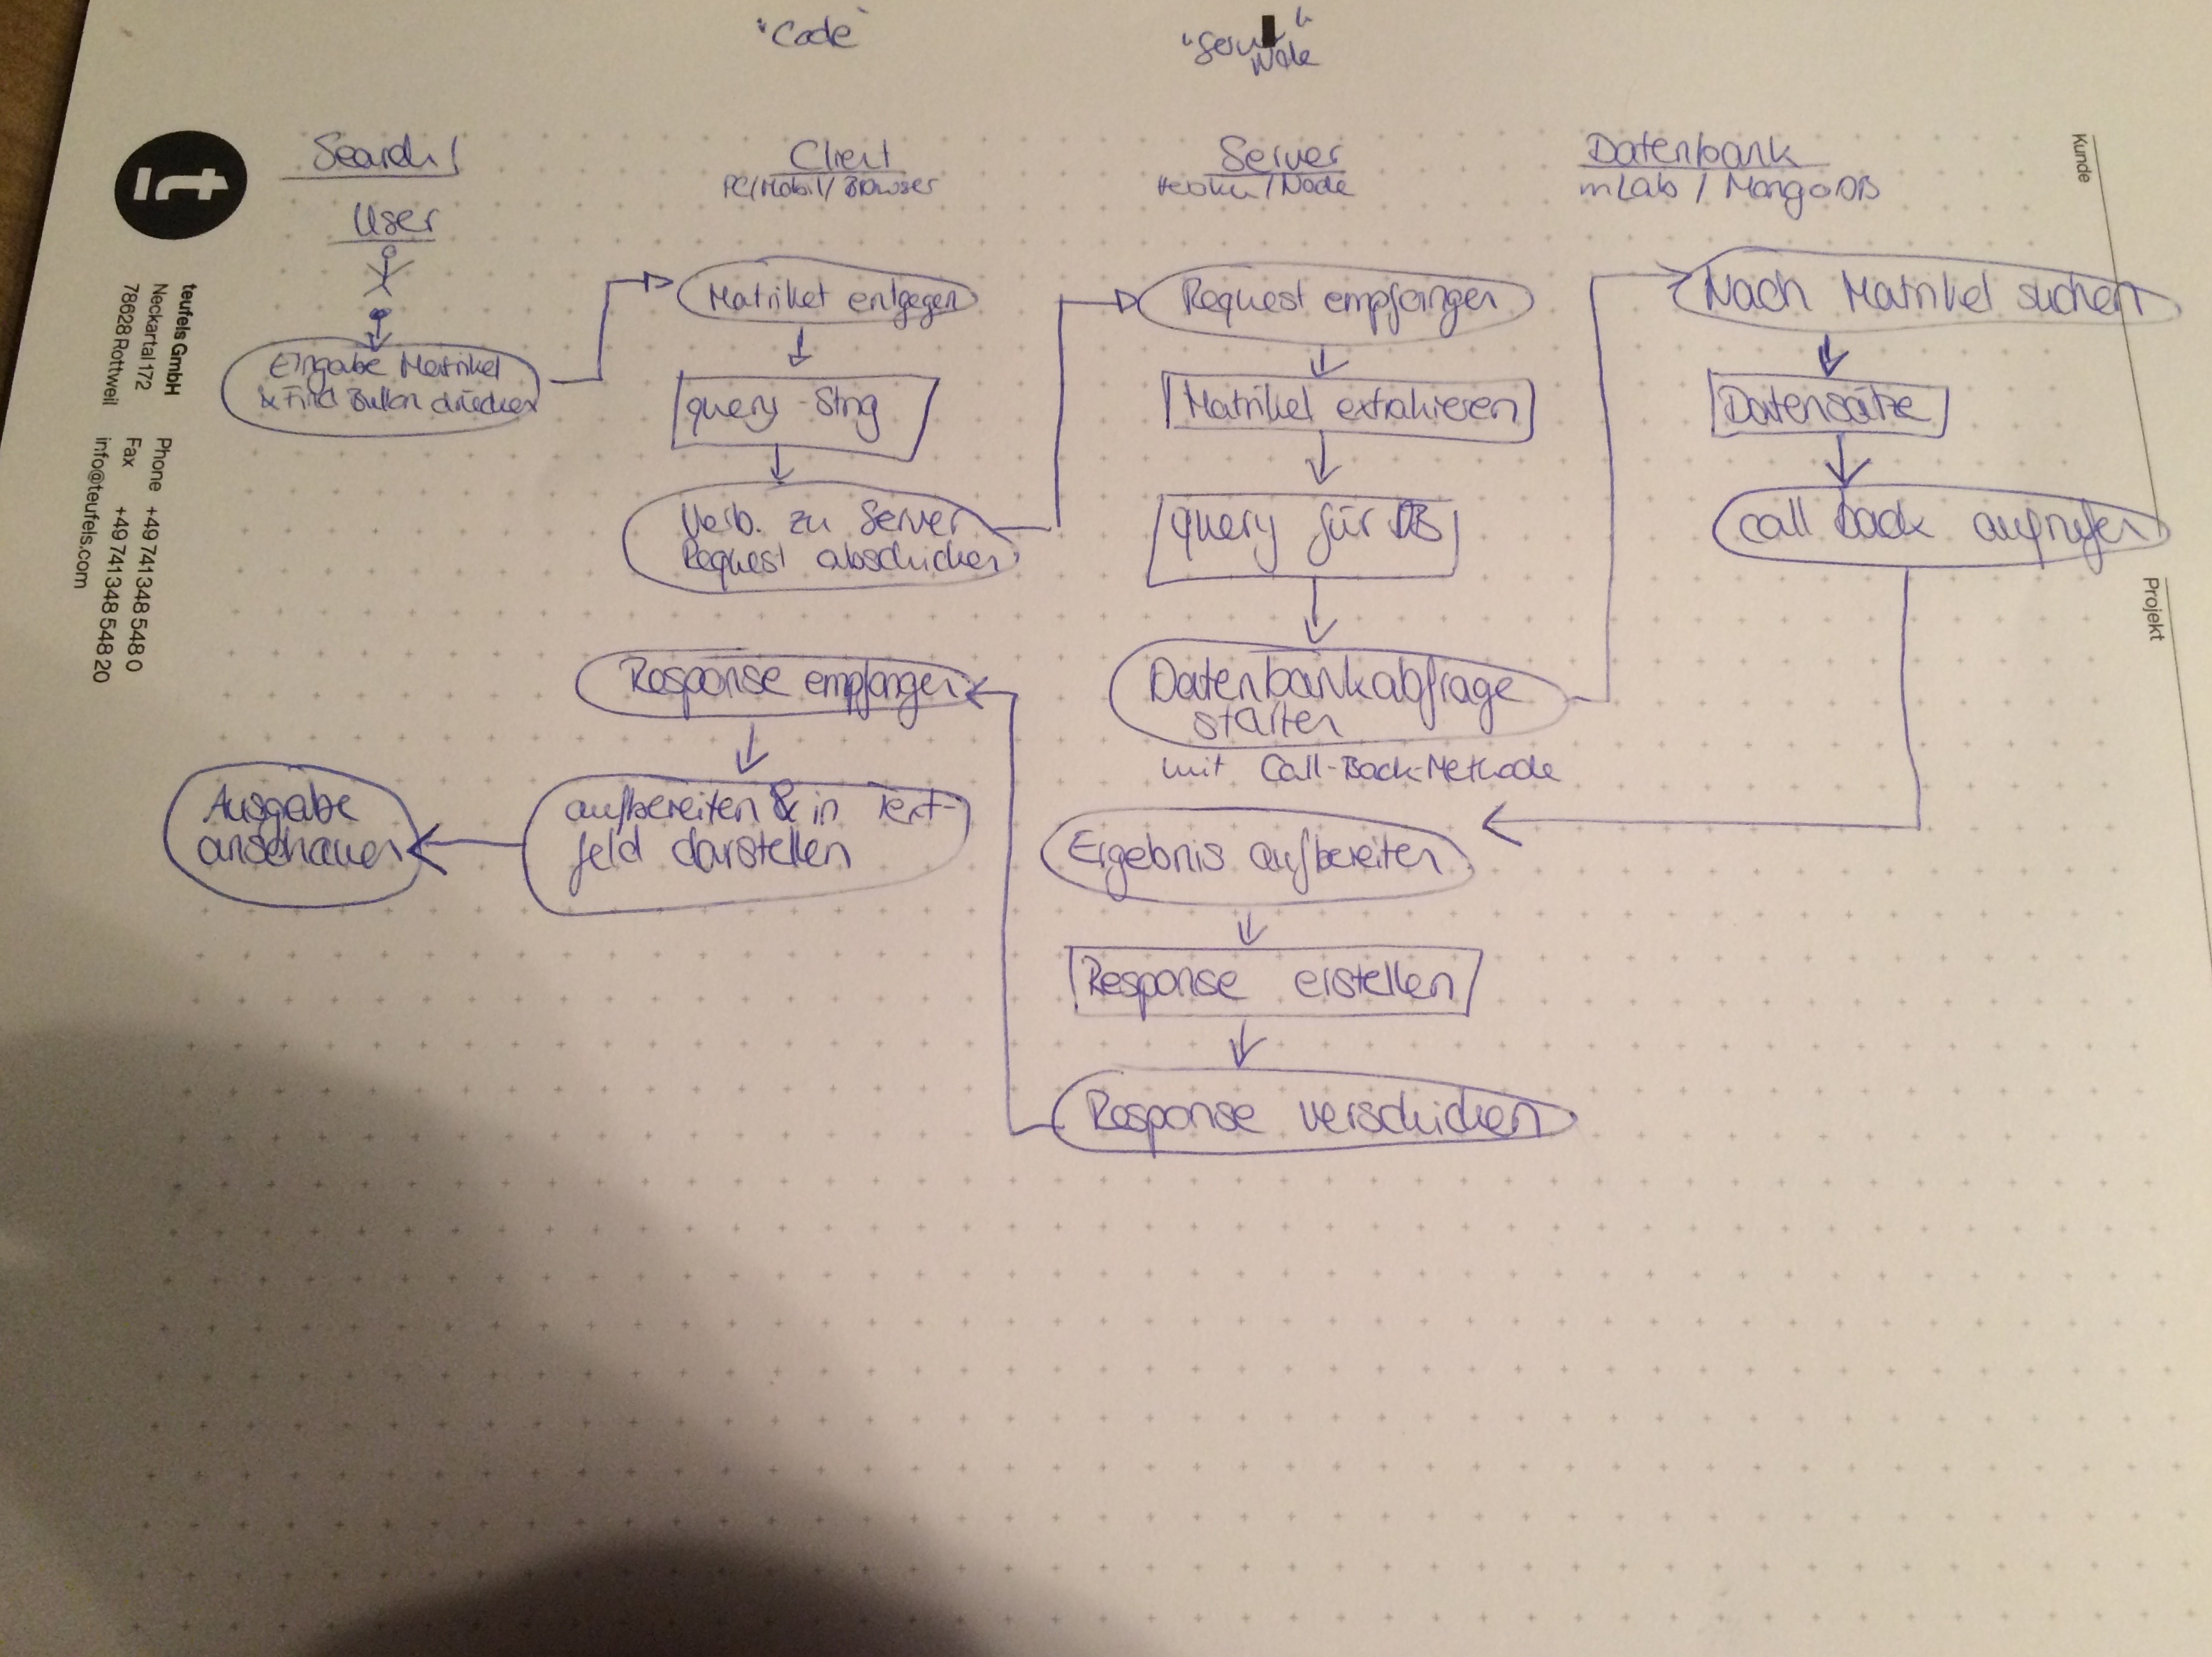 "Code"
Node
Search
User
Eingabe Matrikel
& Find Button drücken
Client
PC/Mobil/Browser
Matrikel entgegen
query-Stng
Verb. zu Server
Request abschicken
Response empfangen
aufbereiten & in Text-
feld darstellen
Ausgabe
anschauen
Server
Heroku/Node
Request empfangen
Matrikel extrahieren
query für DB
Datenbankabfrage
starten
mit Call-Back-Methode
Ergebnis aufbereiten
Response erstellen
Response verschicken
Datenbank
mLab / MongoDB
Nach Matrikel suchen
Datensätze
call back aufrufen
teufels GmbH
Neckartal 172
78628 Rottweil
Phone +49 741 348 548 0
Fax +49 741 348 548 20
info@teufels.com
Kunde
Projekt